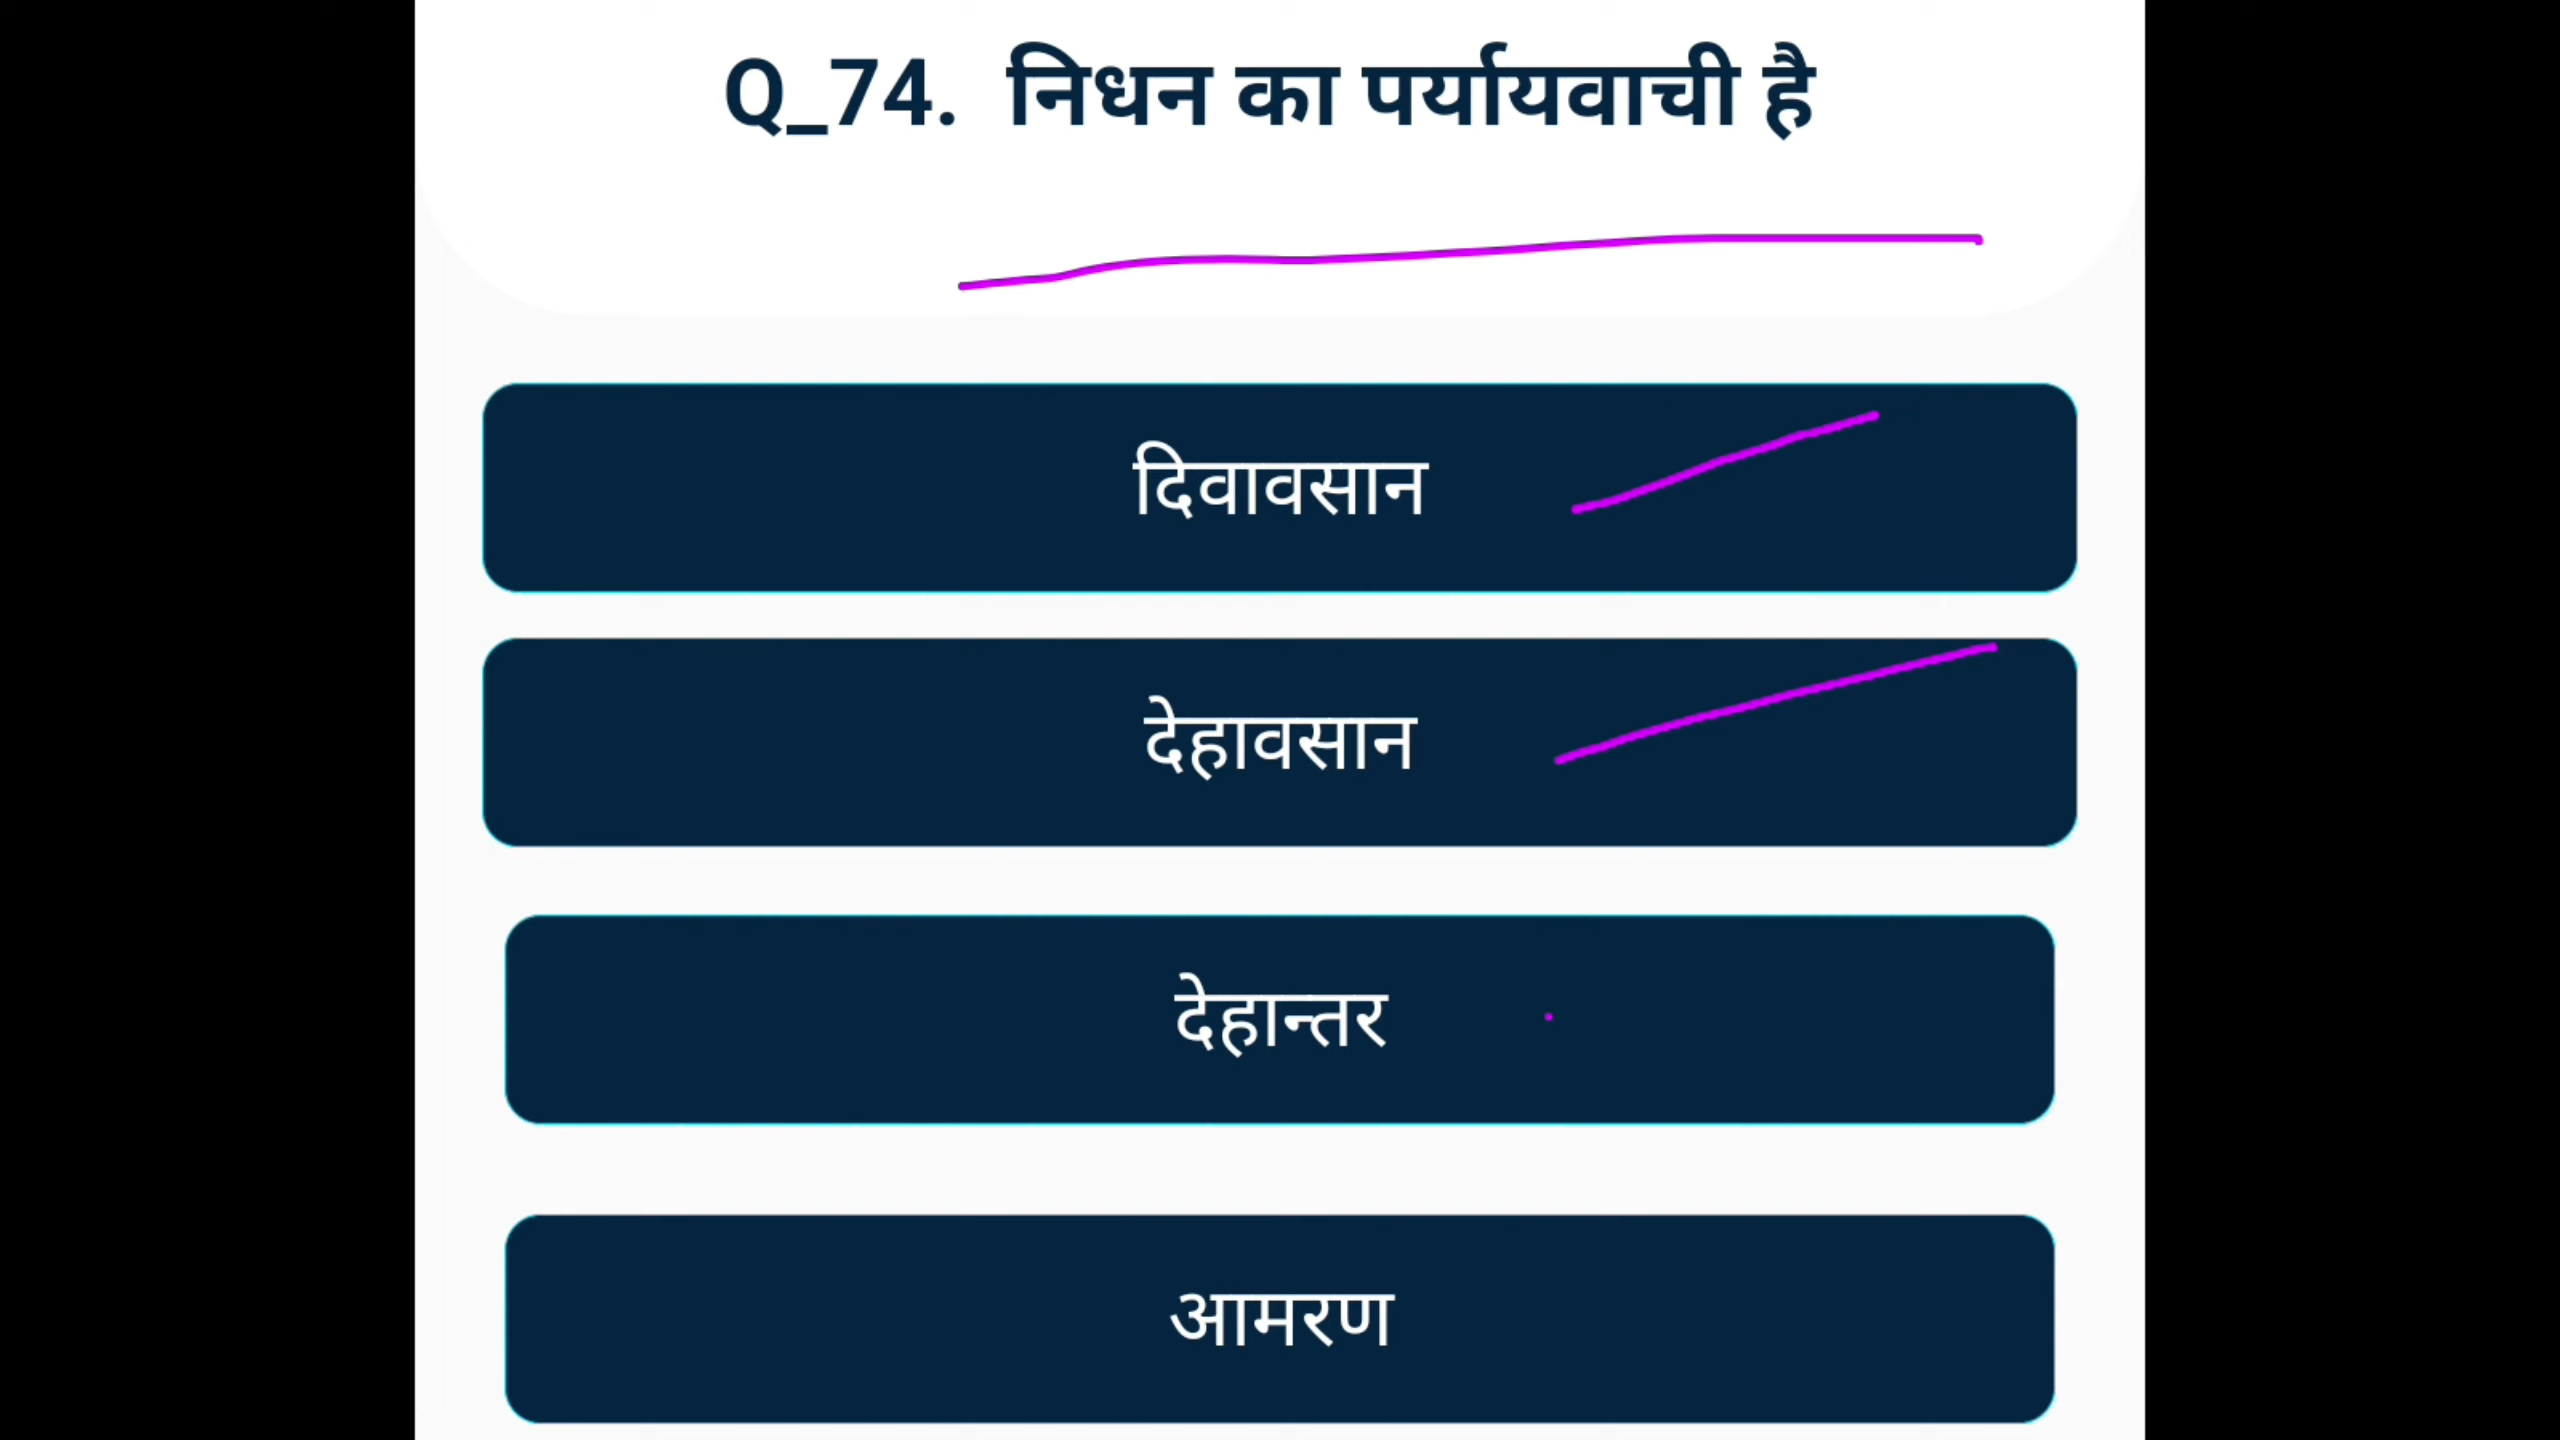 Q_74. निधन का पर्यायवाची है
दिवावसान
देहावसान
देहान्तर
आमरण